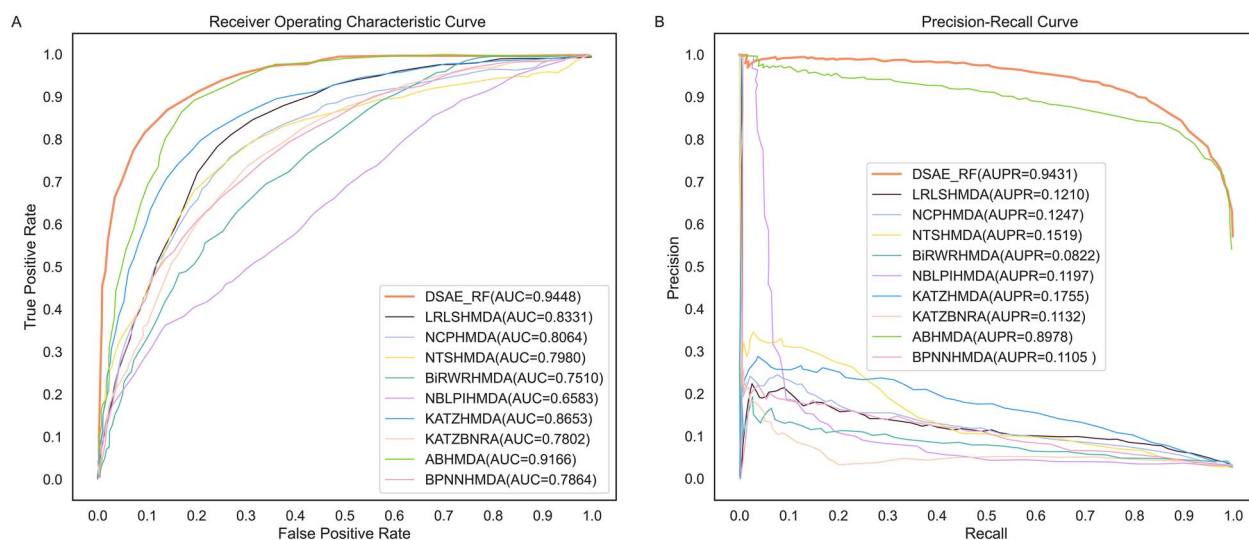 A
Receiver Operating Characteristic Curve
True Positive Rate
1.0
0.9
0.8
0.7
0.6
0.5
0.4
0.3
0.2
0.1
0.0
DSAE_RF(AUC=0.9448)
LRLSHMDA(AUC=0.8331)
NCPHMDA(AUC=0.8064)
NTSHMDA(AUC=0.7980)
BiRWRHMDA(AUC=0.7510)
NBLPIHMDA(AUC=0.6583)
KATZHMDA(AUC=0.8653)
KATZBNRA(AUC=0.7802)
ABHMDA(AUC=0.9166)
BPNNHMDA(AUC=0.7864)
0.0 0.1 0.2 0.3 0.4 0.5 0.6 0.7 0.8 0.9 1.0
False Positive Rate
B
Precision-Recall Curve
Precision
1.0
0.9
0.8
0.7
0.6
0.5
0.4
0.3
0.2
0.1
0.0
DSAE_RF(AUPR=0.9431)
LRLSHMDA(AUPR=0.1210)
NCPHMDA(AUPR=0.1247)
NTSHMDA(AUPR=0.1519)
BiRWRHMDA(AUPR=0.0822)
NBLPIHMDA(AUPR=0.1197)
KATZHMDA(AUPR=0.1755)
KATZBNRA(AUPR=0.1132)
ABHMDA(AUPR=0.8978)
BPNNHMDA(AUPR=0.1105 )
0.0 0.1 0.2 0.3 0.4 0.5 0.6 0.7 0.8 0.9 1.0
Recall